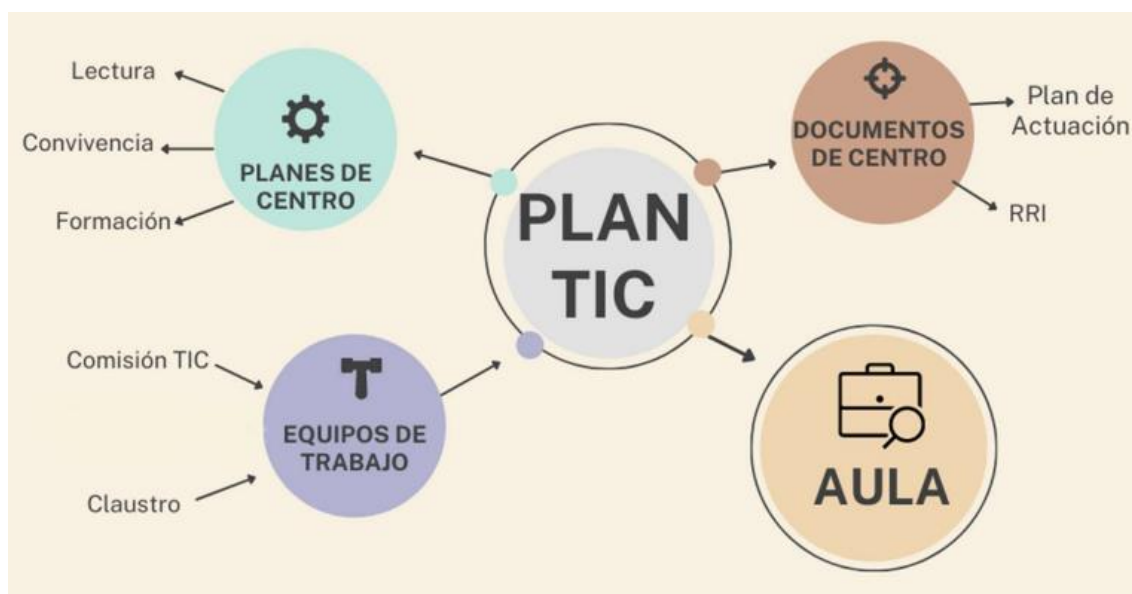 Lectura
Convivencia
Formación
PLANES DE
CENTRO
PLAN
TIC
DOCUMENTOS
DE CENTRO
Plan de
Actuación
RRI
Comisión TIC
Claustro
EQUIPOS DE
TRABAJO
AULA